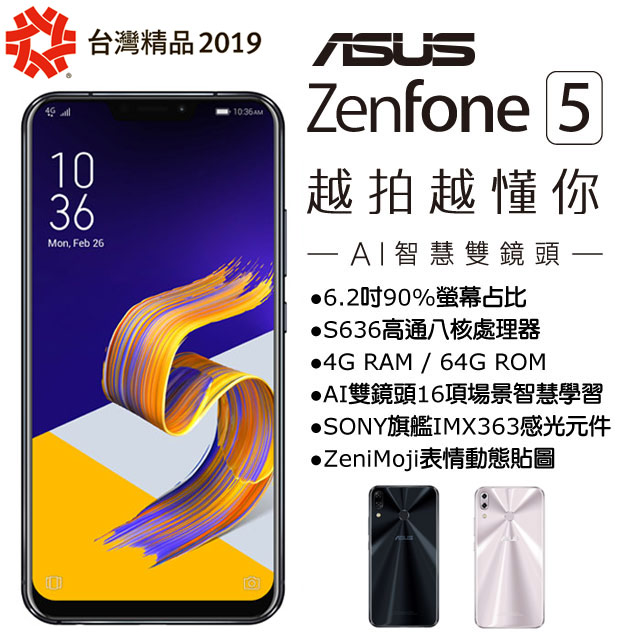 台灣精品 2019
®
ASUS
Zenfone 5
越拍越懂你
AI智慧雙鏡頭
4G
10:36 AM
10
36
Mon, Feb 26
●6.2吋90%螢幕占比
●S636高通八核處理器
●4G RAM / 64G ROM
●AI雙鏡頭16項場景智慧學習
●SONY旗艦IMX363感光元件
●ZeniMoji表情動態貼圖
ASUS
ASUS